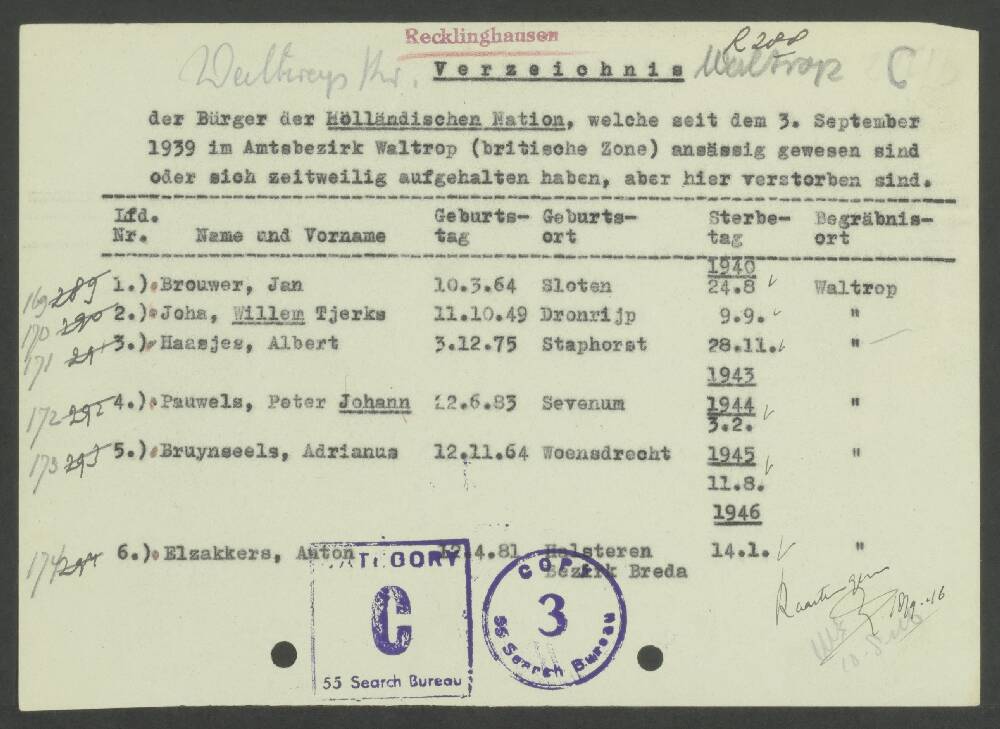 Recklinghausen
R 288
Waltrop Kr. Verzeichnis Waltrop C
der Bürger der Holländischen Nation, welche seit dem 3. September
1939 im Amtsbezirk Waltrop (britische Zone) ansässig gewesen sind
oder sich zeitweilig aufgehalten haben, aber hier verstorben sind.
Lfd. Geburts- Geburts- Sterbe- Begräbnis-
Nr. Name und Vorname tag ort tag ort
1940
169 289 1.) Brouwer, Jan 10.3.64 Sloten 24.8 Waltrop
170 290 2.) Joha, Willem Tjerks 11.10.49 Dronrijp 9.9. "
171 291 3.) Haasjes, Albert 3.12.75 Staphorst 28.11. "
1943
172 292 4.) Pauwels, Peter Johann 22.6.83 Sevenum 1944 "
3.2.
173 293 5.) Bruynseels, Adrianus 12.11.64 Woensdrecht 1945 "
11.8.
1946
174 294 6.) Elzakkers, Anton 12.4.81 Halsteren 14.1. "
Bezirk Breda
CATEGORY
C
55 Search Bureau
COPY
3
55 Search Bureau